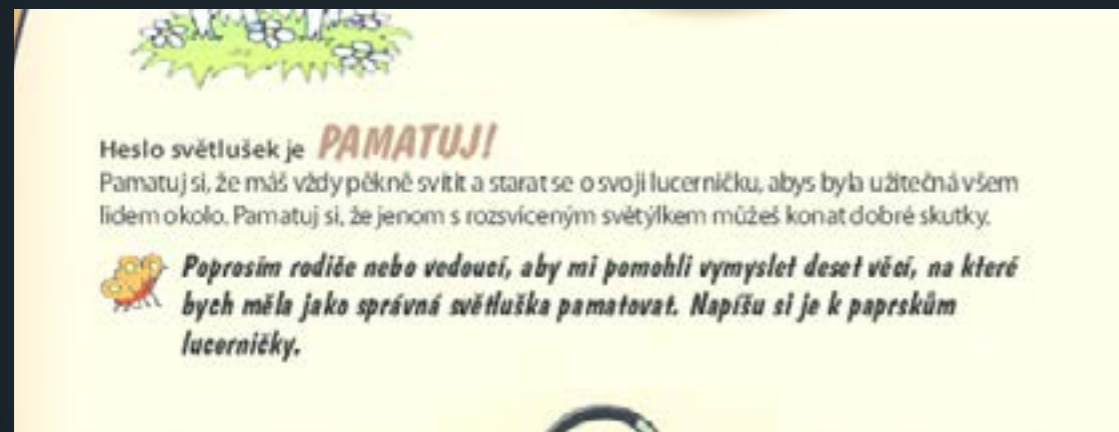 Heslo světlušek je PAMATUJ!
Pamatuj si, že máš vždy pěkně svítit a starat se o svoji lucerničku, abys byla užitečná všem
lidem okolo. Pamatuj si, že jenom s rozsvíceným světýlkem můžeš konat dobré skutky.
Poprosím rodiče nebo vedoucí, aby mi pomohli vymyslet deset věcí, na které
bych měla jako správná světluška pamatovat. Napíšu si je k paprskům
lucerničky.